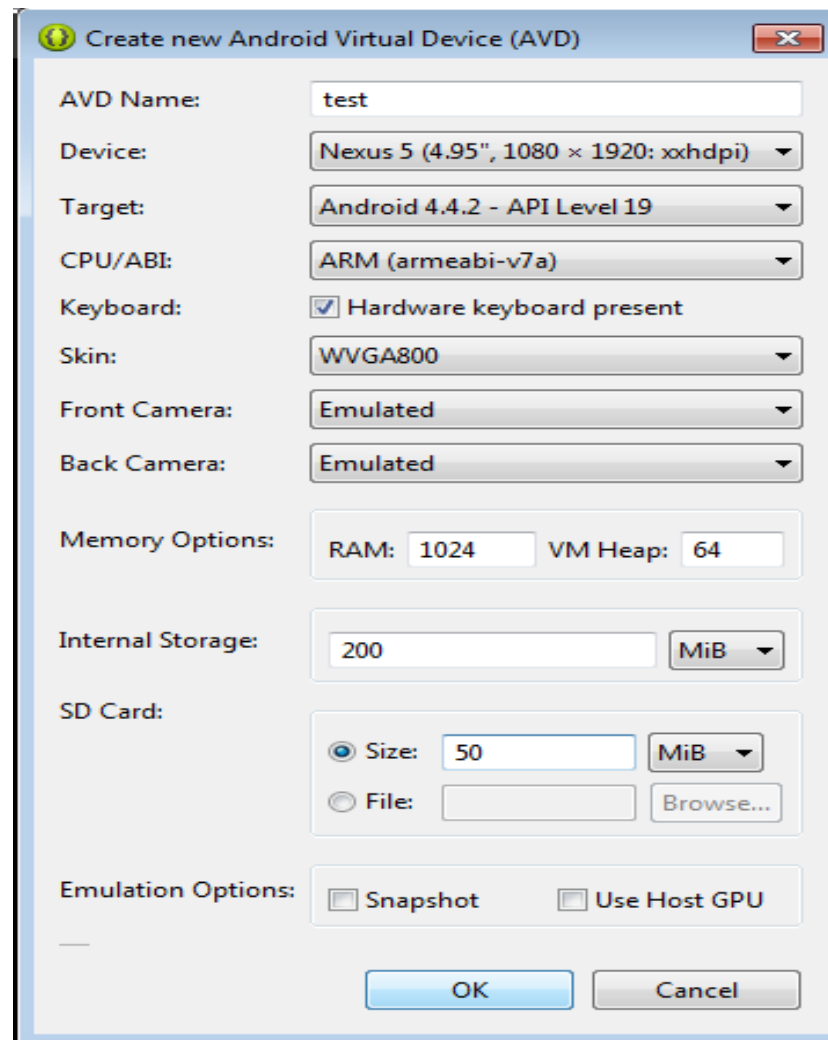 Create new Android Virtual Device (AVD)
AVD Name: test
Device: Nexus 5 (4.95", 1080 × 1920: xxhdpi)
Target: Android 4.4.2 - API Level 19
CPU/ABI: ARM (armeabi-v7a)
Keyboard: Hardware keyboard present
Skin: WVGA800
Front Camera: Emulated
Back Camera: Emulated
Memory Options: RAM: 1024 VM Heap: 64
Internal Storage: 200 MiB
SD Card:
Size: 50 MiB
File: Browse...
Emulation Options: Snapshot Use Host GPU
OK Cancel